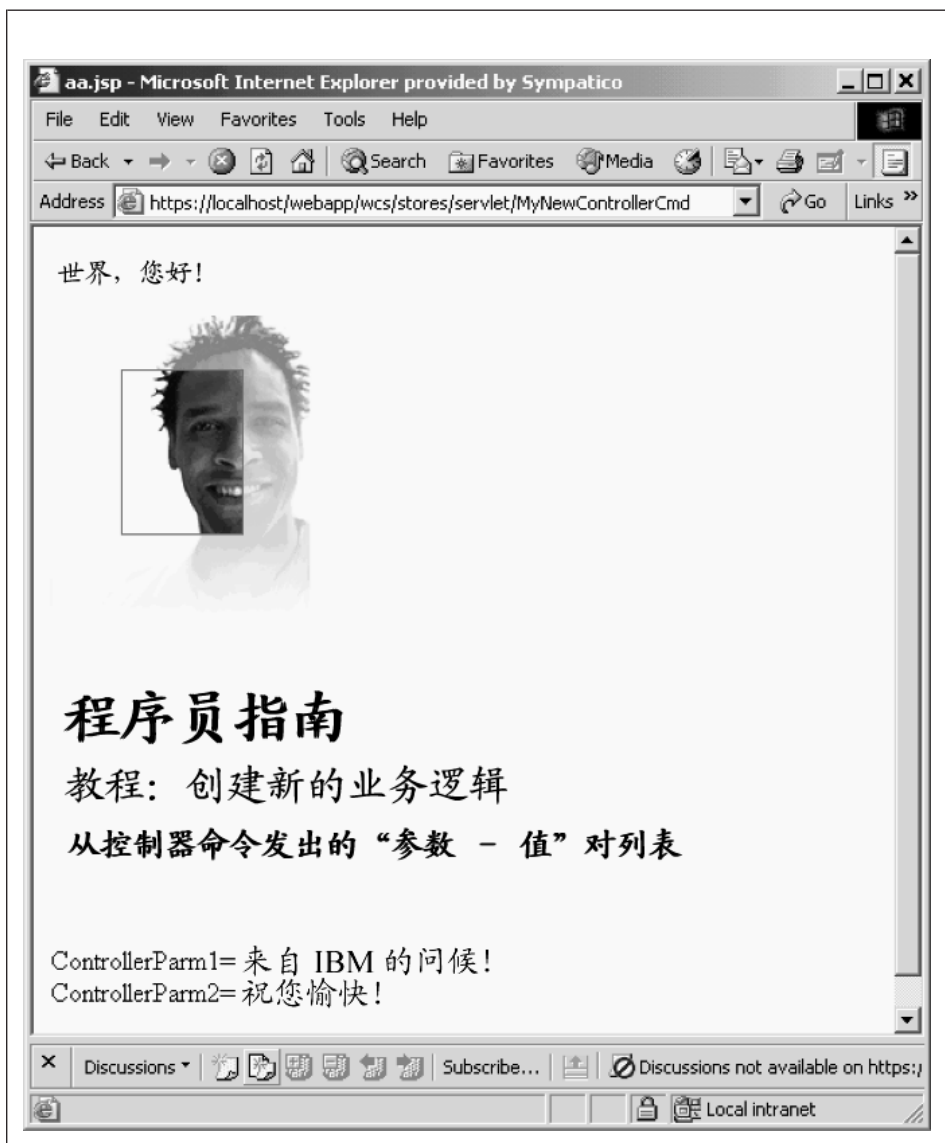 aa.jsp - Microsoft Internet Explorer provided by Sympatico
File Edit View Favorites Tools Help
Back Search Favorites Media
Address https://localhost/webapp/wcs/stores/servlet/MyNewControllerCmd Go Links »
世界，您好！
程序员指南
教程：创建新的业务逻辑
从控制器命令发出的“参数 - 值”对列表
ControllerParm1= 来自 IBM 的问候！
ControllerParm2= 祝您愉快！
Discussions Subscribe... Discussions not available on https:/
Local intranet